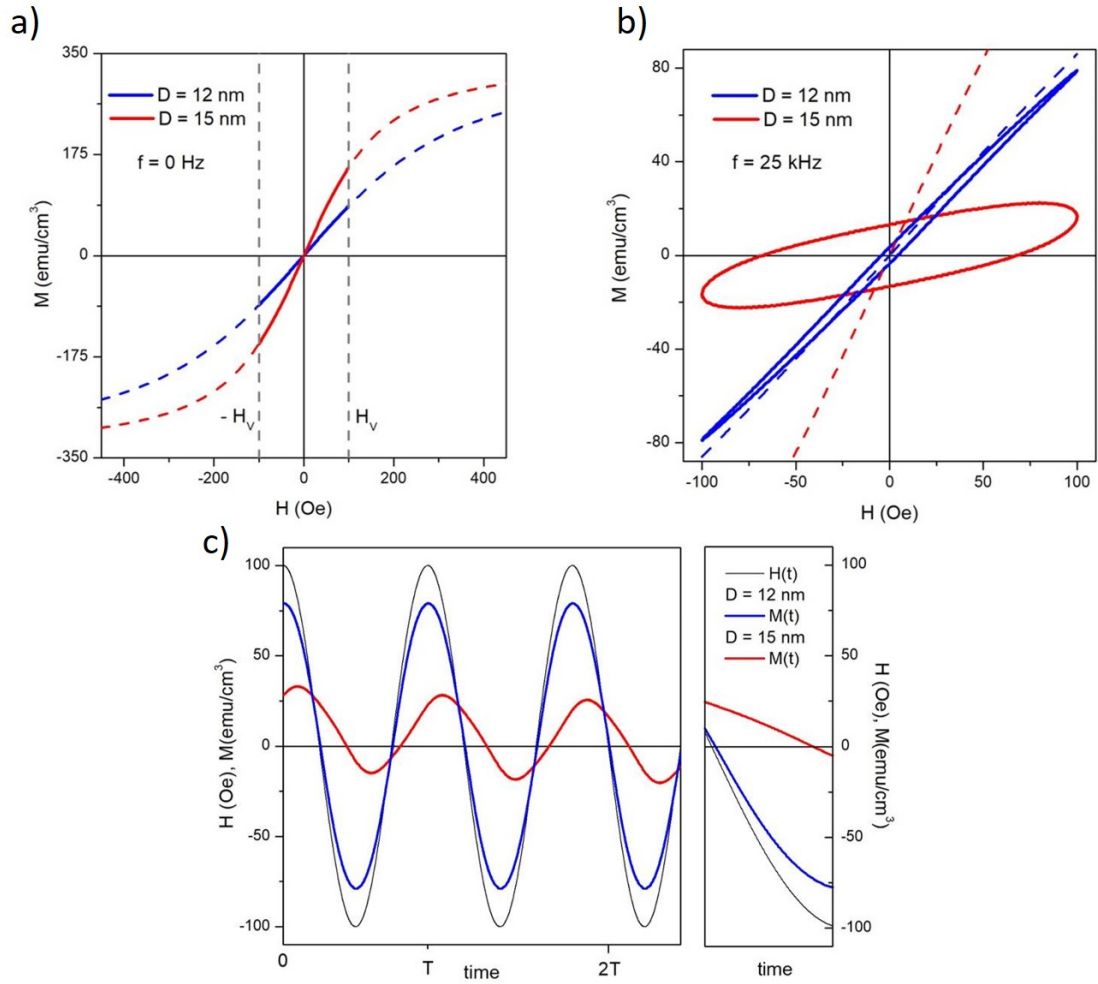 a)
350
175
0
-175
-350
M (emu/cm³)
D = 12 nm
D = 15 nm
f = 0 Hz
- Hᵥ
Hᵥ
-400
-200
0
200
400
H (Oe)
b)
80
40
0
-40
-80
M (emu/cm³)
D = 12 nm
D = 15 nm
f = 25 kHz
-100
-50
0
50
100
H (Oe)
c)
100
50
0
-50
-100
H (Oe), M(emu/cm³)
0
T
time
2T
H(t)
D = 12 nm
M(t)
D = 15 nm
M(t)
100
50
0
-50
-100
H (Oe), M(emu/cm³)
time